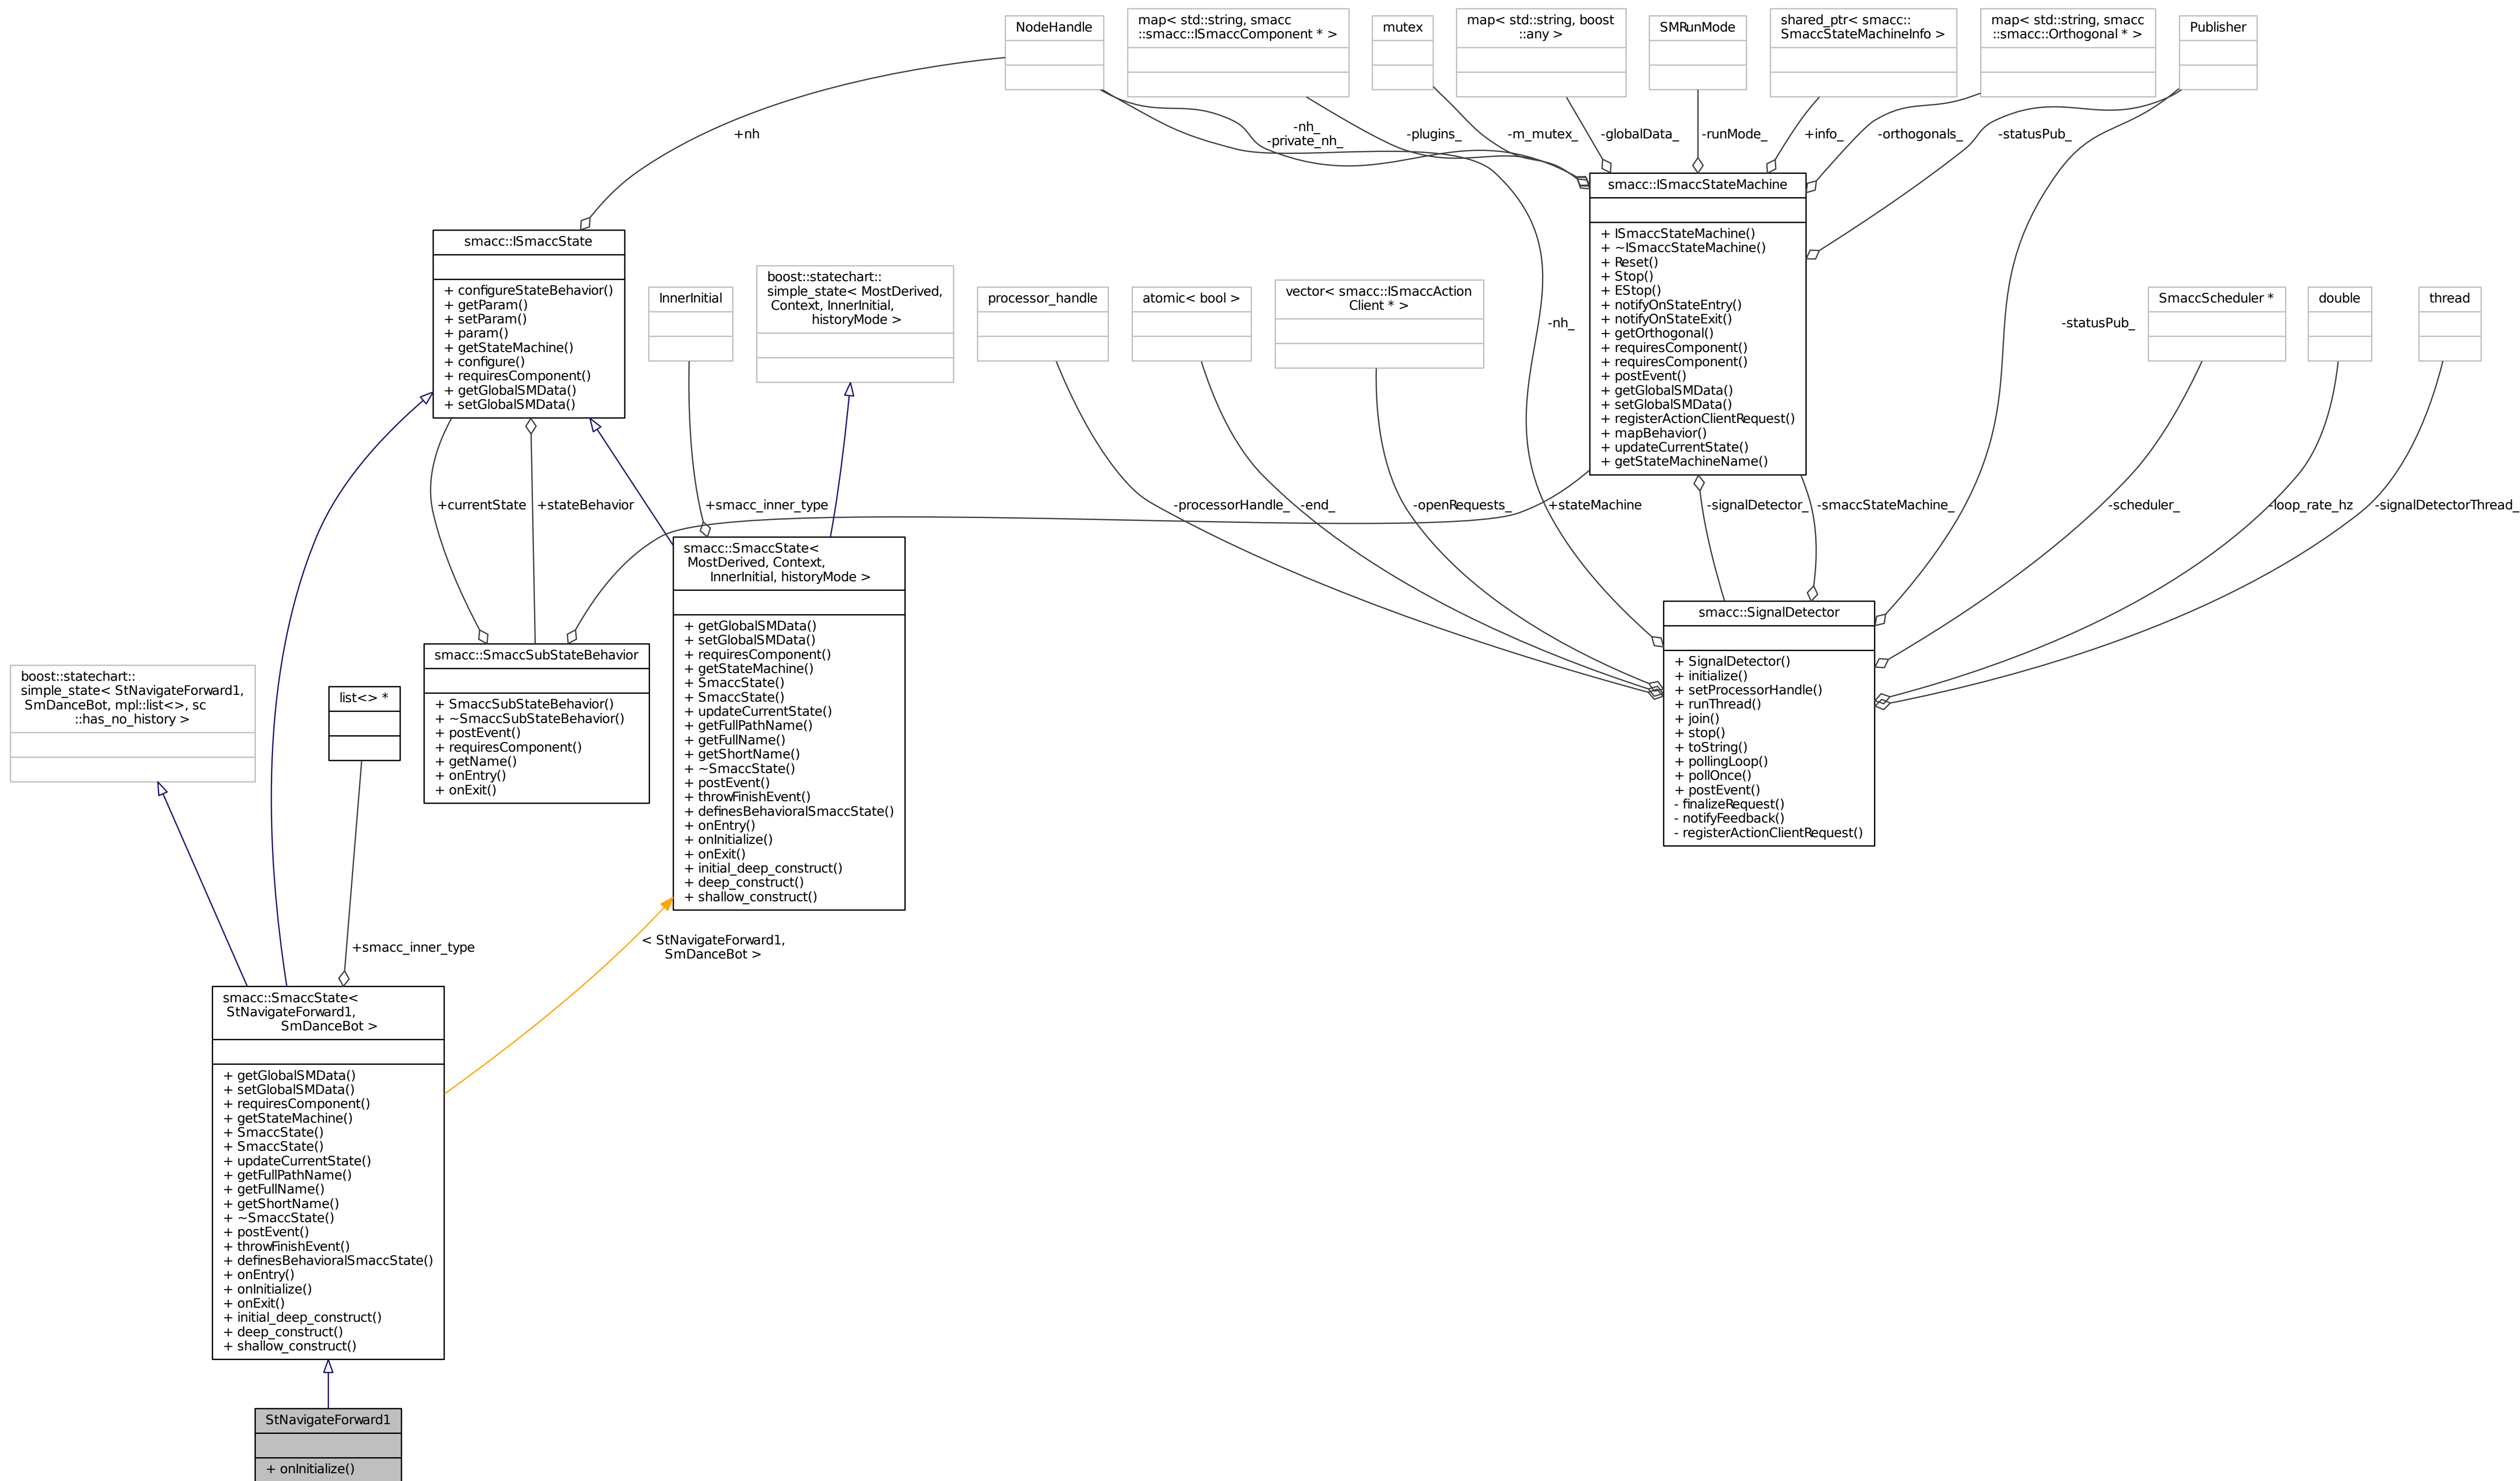 NodeHandle
map< std::string, smacc
::smacc::ISmaccComponent * >
mutex
map< std::string, boost
::any >
SMRunMode
shared_ptr< smacc::
SmaccStateMachineInfo >
map< std::string, smacc
::smacc::Orthogonal * >
Publisher
+nh
-nh_
-private_nh_
-plugins_
-m_mutex_
-globalData_
-runMode_
+info_
-orthogonals_
-statusPub_
smacc::ISmaccStateMachine
+ ISmaccStateMachine()
+ ~ISmaccStateMachine()
+ Reset()
+ Stop()
+ EStop()
+ notifyOnStateEntry()
+ notifyOnStateExit()
+ getOrthogonal()
+ requiresComponent()
+ requiresComponent()
+ postEvent()
+ getGlobalSMData()
+ setGlobalSMData()
+ registerActionClientRequest()
+ mapBehavior()
+ updateCurrentState()
+ getStateMachineName()
smacc::ISmaccState
+ configureStateBehavior()
+ getParam()
+ setParam()
+ param()
+ getStateMachine()
+ configure()
+ requiresComponent()
+ getGlobalSMData()
+ setGlobalSMData()
InnerInitial
boost::statechart::
simple_state< MostDerived,
Context, InnerInitial,
historyMode >
processor_handle
atomic< bool >
vector< smacc::ISmaccAction
Client * >
-nh_
-statusPub_
SmaccScheduler *
double
thread
+currentState
+stateBehavior
+smacc_inner_type
-processorHandle_
-end_
-openRequests_
+stateMachine
-signalDetector_
-smaccStateMachine_
-scheduler_
-loop_rate_hz
-signalDetectorThread_
smacc::SmaccState<
MostDerived, Context,
InnerInitial, historyMode >
+ getGlobalSMData()
+ setGlobalSMData()
+ requiresComponent()
+ getStateMachine()
+ SmaccState()
+ SmaccState()
+ updateCurrentState()
+ getFullPathName()
+ getFullName()
+ getShortName()
+ ~SmaccState()
+ postEvent()
+ throwFinishEvent()
+ definesBehavioralSmaccState()
+ onEntry()
+ onInitialize()
+ onExit()
+ initial_deep_construct()
+ deep_construct()
+ shallow_construct()
smacc::SignalDetector
+ SignalDetector()
+ initialize()
+ setProcessorHandle()
+ runThread()
+ join()
+ stop()
+ toString()
+ pollingLoop()
+ pollOnce()
+ postEvent()
- finalizeRequest()
- notifyFeedback()
- registerActionClientRequest()
smacc::SmaccSubStateBehavior
+ SmaccSubStateBehavior()
+ ~SmaccSubStateBehavior()
+ postEvent()
+ requiresComponent()
+ getName()
+ onEntry()
+ onExit()
boost::statechart::
simple_state< StNavigateForward1,
SmDanceBot, mpl::list<>, sc
::has_no_history >
list<> *
+smacc_inner_type
< StNavigateForward1,
SmDanceBot >
smacc::SmaccState<
StNavigateForward1,
SmDanceBot >
+ getGlobalSMData()
+ setGlobalSMData()
+ requiresComponent()
+ getStateMachine()
+ SmaccState()
+ SmaccState()
+ updateCurrentState()
+ getFullPathName()
+ getFullName()
+ getShortName()
+ ~SmaccState()
+ postEvent()
+ throwFinishEvent()
+ definesBehavioralSmaccState()
+ onEntry()
+ onInitialize()
+ onExit()
+ initial_deep_construct()
+ deep_construct()
+ shallow_construct()
StNavigateForward1
+ onInitialize()